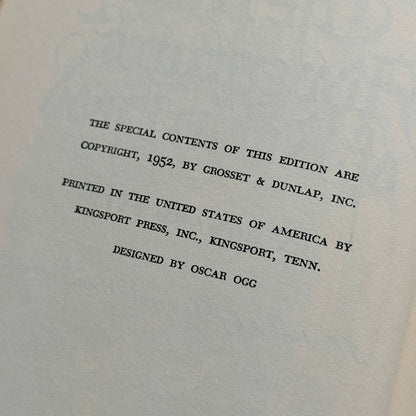 THE SPECIAL CONTENTS OF THIS EDITION ARE
COPYRIGHT, 1952, BY GROSSET & DUNLAP, INC.
PRINTED IN THE UNITED STATES OF AMERICA BY
KINGSPORT PRESS, INC., KINGSPORT, TENN.
DESIGNED BY OSCAR OGG